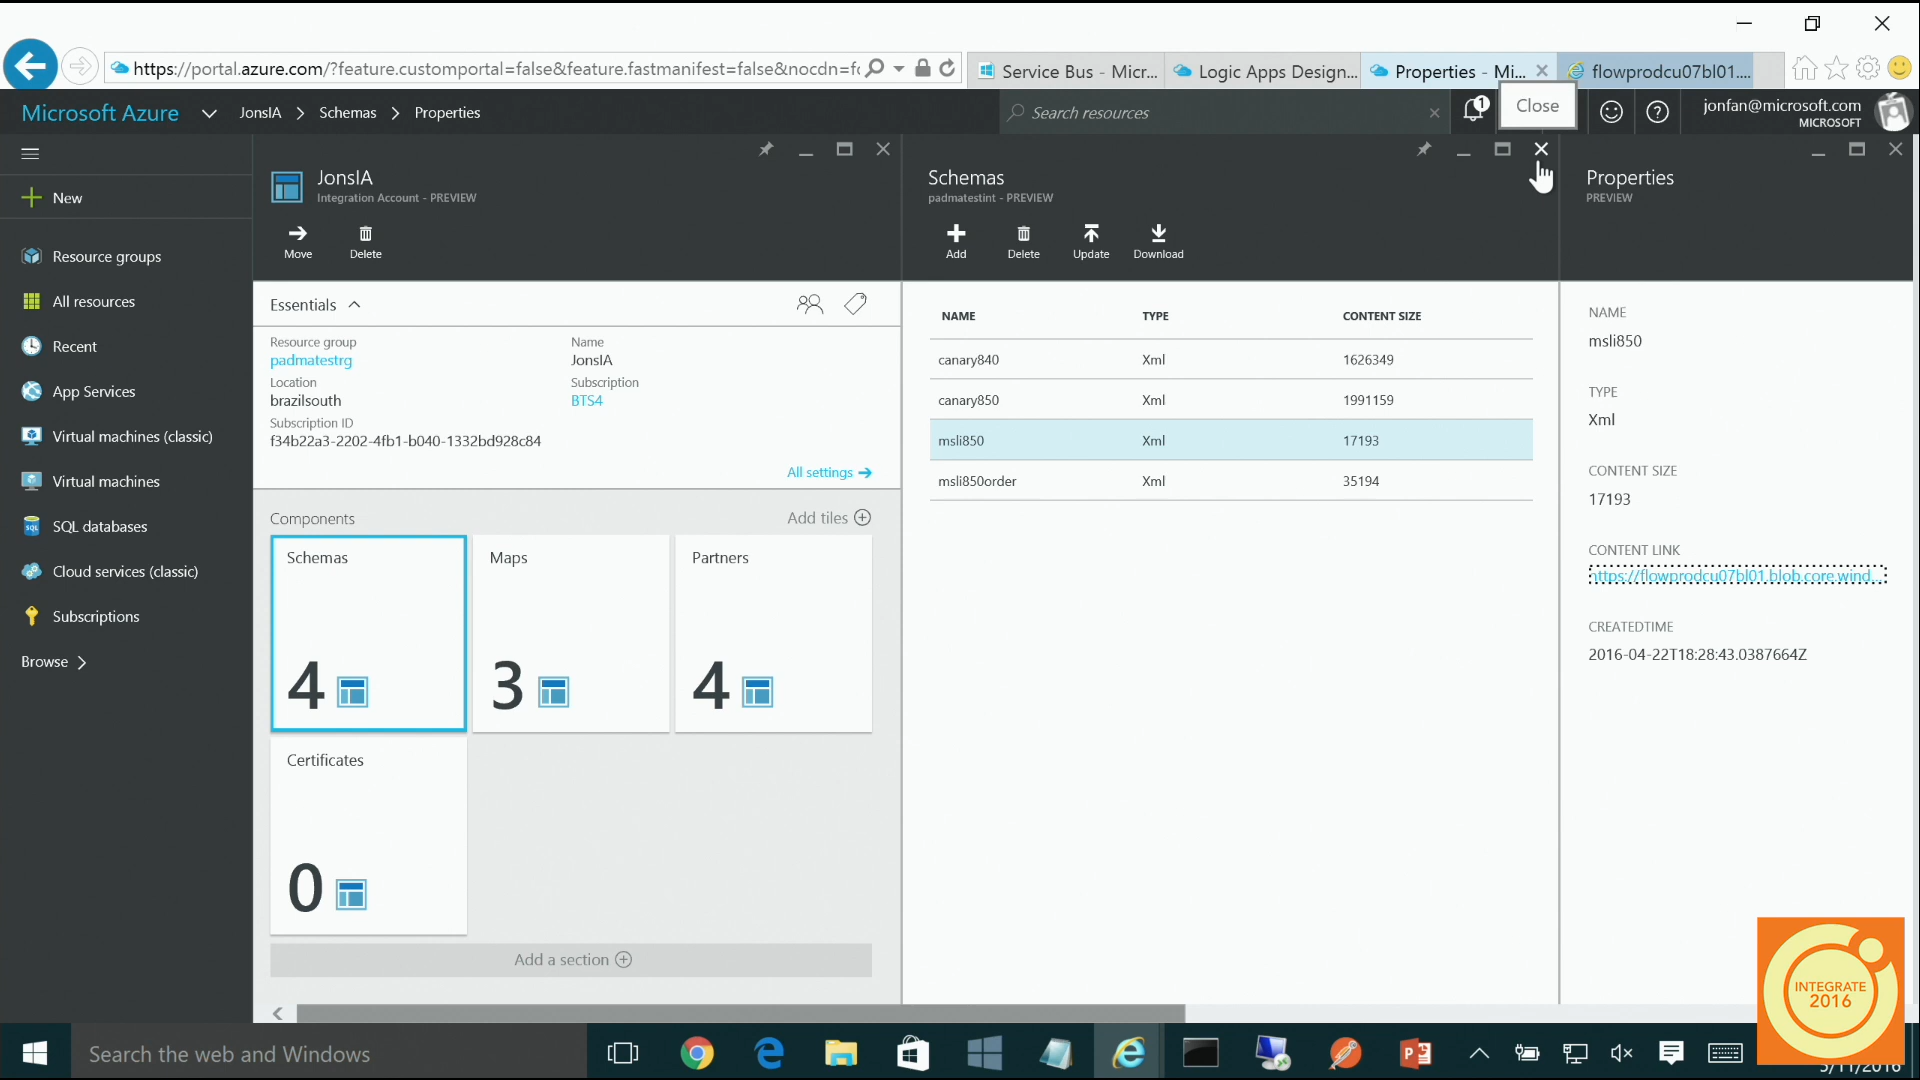 https://portal.azure.com/?feature.customportal=false&feature.fastmanifest=false&nocdn=f
Service Bus - Micr...
Logic Apps Design...
Properties - Mi...
flowprodcu07bl01....
Microsoft Azure
JonsIA
Schemas
Properties
Search resources
1
Close
jonfan@microsoft.com
MICROSOFT
New
Resource groups
All resources
Recent
App Services
Virtual machines (classic)
Virtual machines
SQL databases
Cloud services (classic)
Subscriptions
Browse
JonsIA
Integration Account - PREVIEW
Move
Delete
Essentials
Resource group
padmatestrg
Name
JonsIA
Location
brazilsouth
Subscription
BTS4
Subscription ID
f34b22a3-2202-4fb1-b040-1332bd928c84
All settings
Components
Add tiles
Schemas
4
Maps
3
Partners
4
Certificates
0
Add a section
Schemas
padmatestint - PREVIEW
Add
Delete
Update
Download
NAME TYPE CONTENT SIZE
canary840 Xml 1626349
canary850 Xml 1991159
msli850 Xml 17193
msli850order Xml 35194
Properties
PREVIEW
NAME
msli850
TYPE
Xml
CONTENT SIZE
17193
CONTENT LINK
https://flowprodcu07bl01.blob.core.wind...
CREATEDTIME
2016-04-22T18:28:43.0387664Z
INTEGRATE
2016
Search the web and Windows
5/11/2016